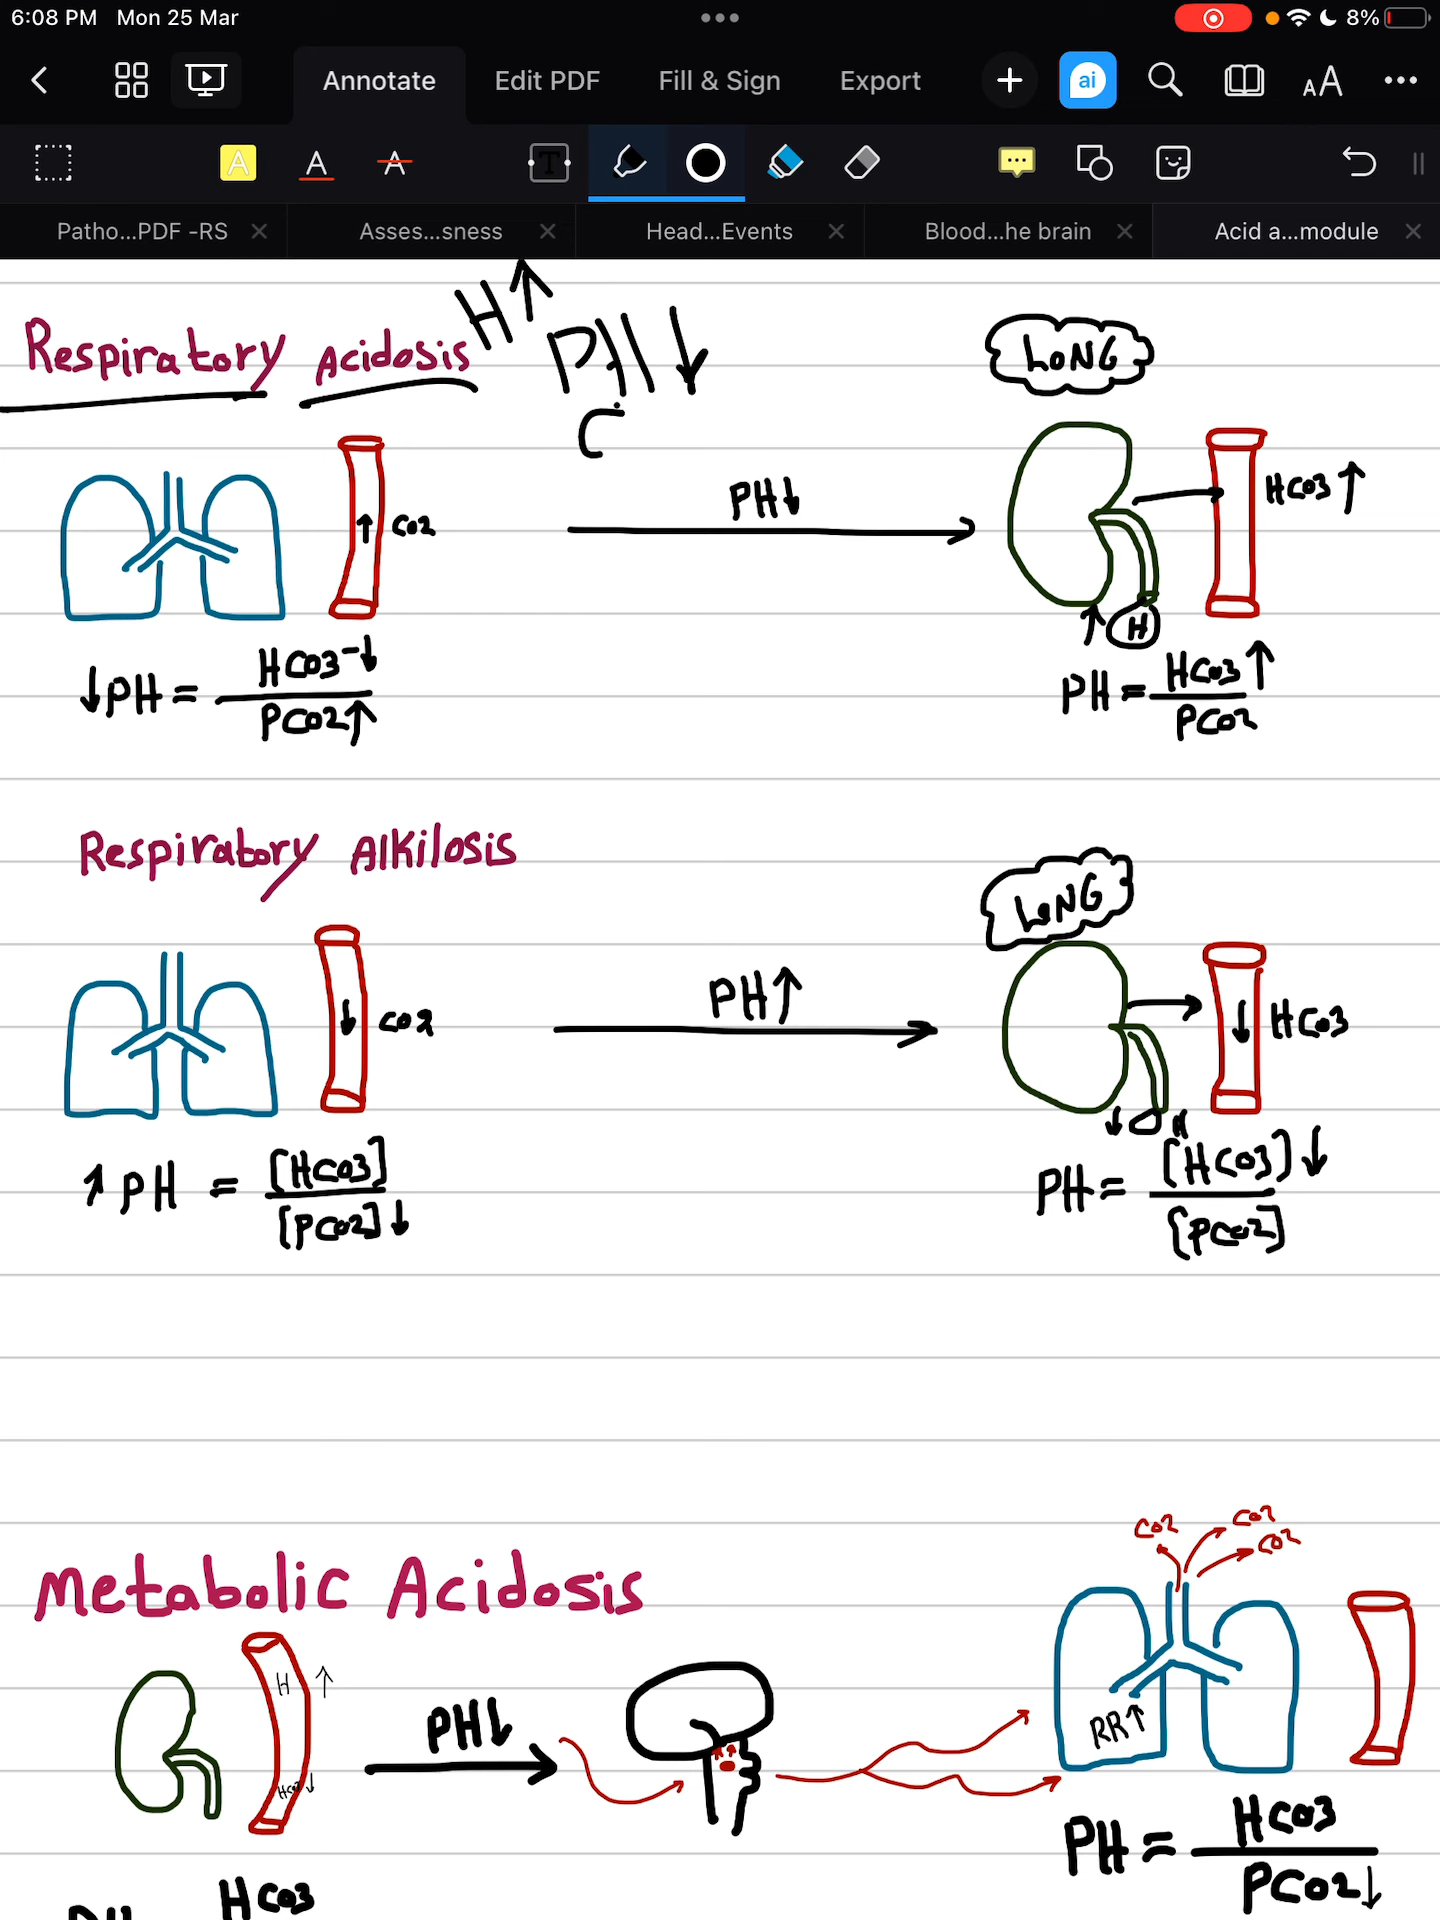 6:08 PM Mon 25 Mar
8%
Annotate Edit PDF Fill & Sign Export ai AA
A A A T
Patho...PDF -RS Asses...sness Head...Events Blood...he brain Acid a...module
Respiratory Acidosis H↑ PH↓
C
LONG
↑ CO2
PH↓
HCO3↑
↑ H
↓PH = HCO3-↓
PCO2↑
PH = HCO3↑
PCO2
Respiratory Alkilosis
LONG
↓ CO2
PH↑
↓ HCO3
↓ H
↑PH = [HCO3]
[PCO2]↓
PH = [HCO3]↓
[PCO2]
CO2 CO2
CO2
Metabolic Acidosis
H ↑
PH↓
RR↑
HCO3↓
PH = HCO3
PCO2↓
PH HCO3